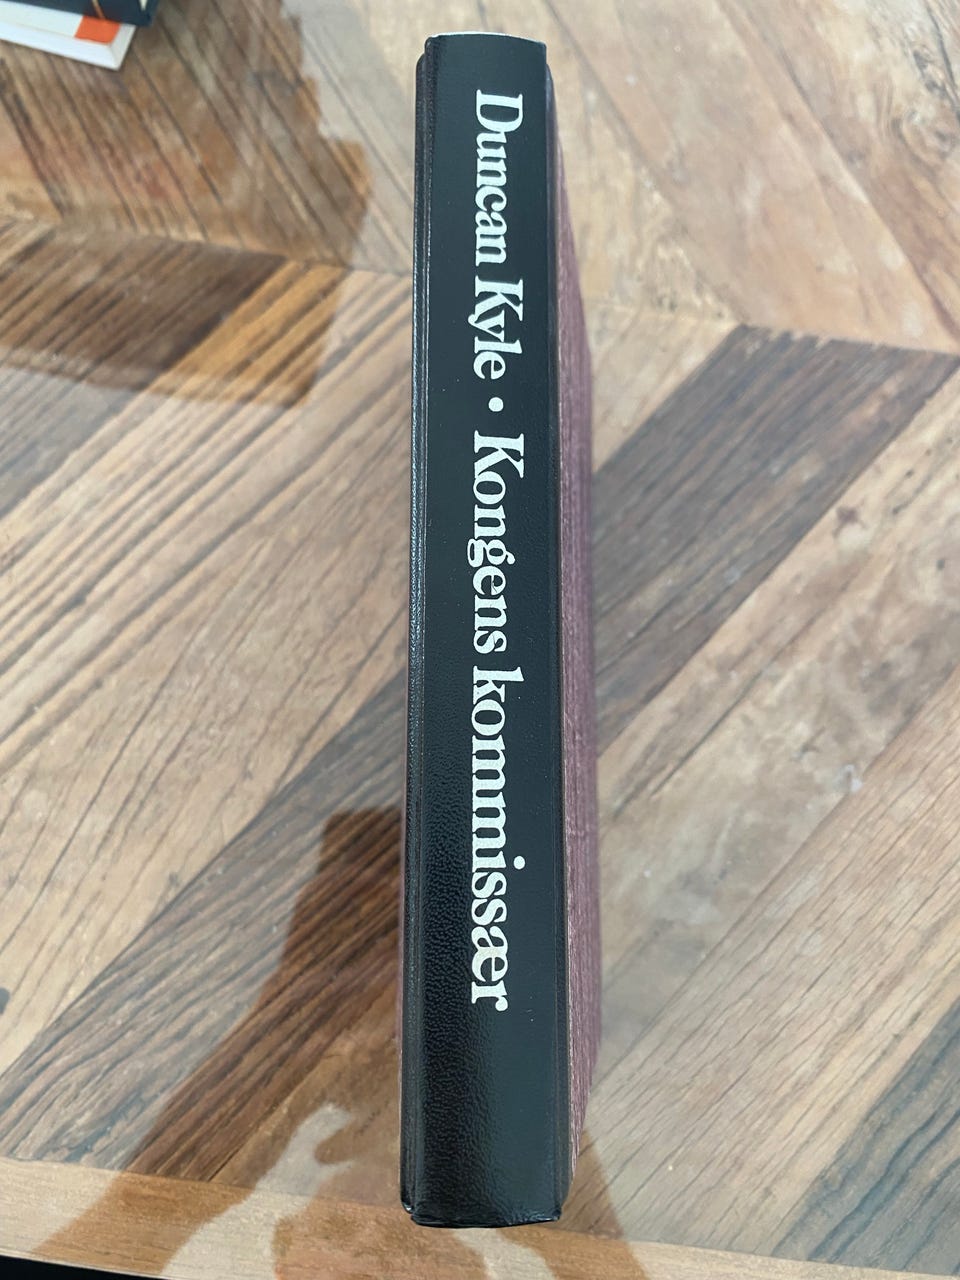 Duncan Kyle • Kongens kommissær